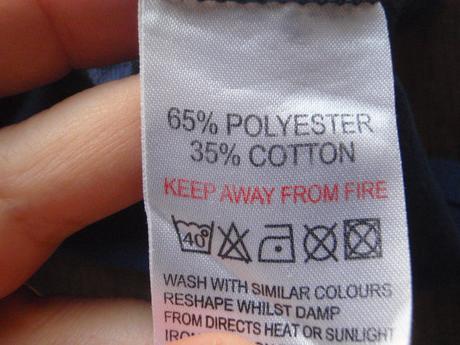 65% POLYESTER
35% COTTON
KEEP AWAY FROM FIRE
40°
WASH WITH SIMILAR COLOURS
RESHAPE WHILST DAMP
FROM DIRECTS HEAT OR SUNLIGHT
IRON